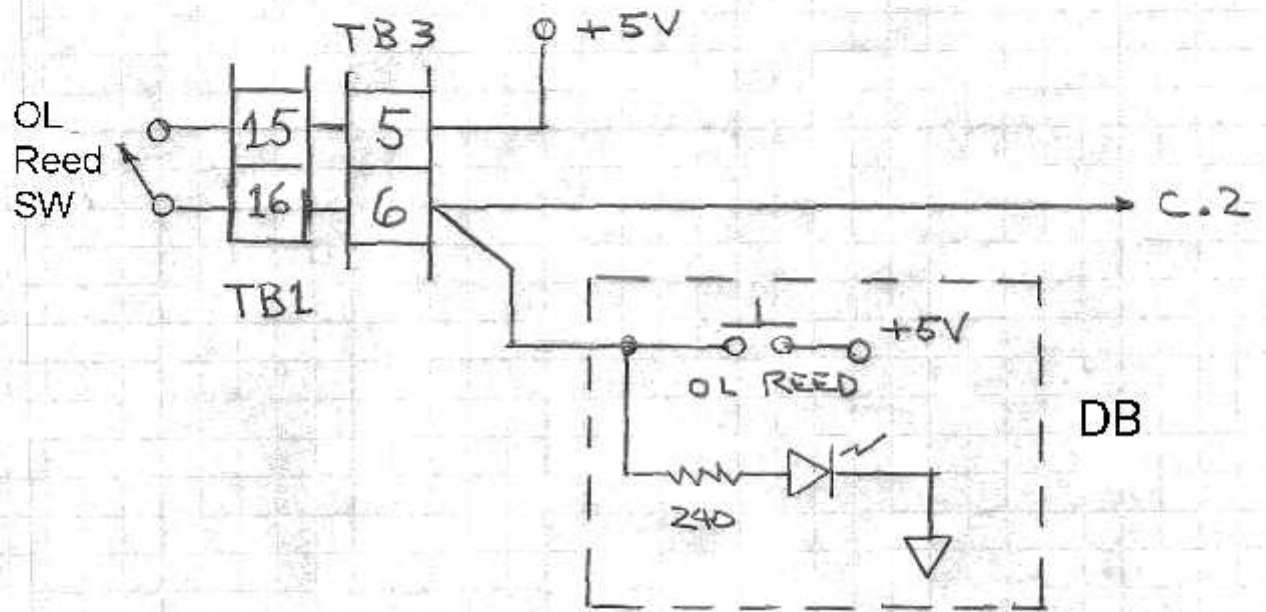 TB3
+5V
OL
Reed
SW
15
5
16
6
C.2
TB1
+5V
OL REED
DB
240